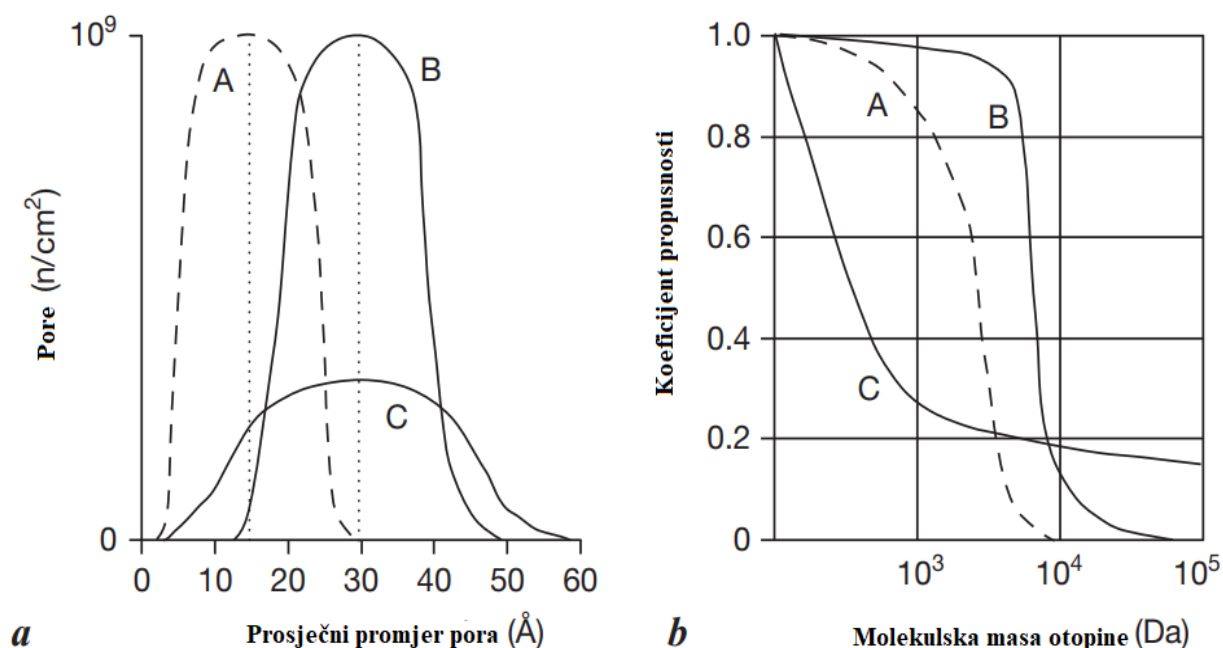 10⁹
Pore (n/cm²)
0
A
B
C
0 10 20 30 40 50 60
a
Prosječni promjer pora (Å)
1.0
0.8
0.6
0.4
0.2
0
Koeficijent propusnosti
A
B
C
10³ 10⁴ 10⁵
b
Molekulska masa otopine (Da)